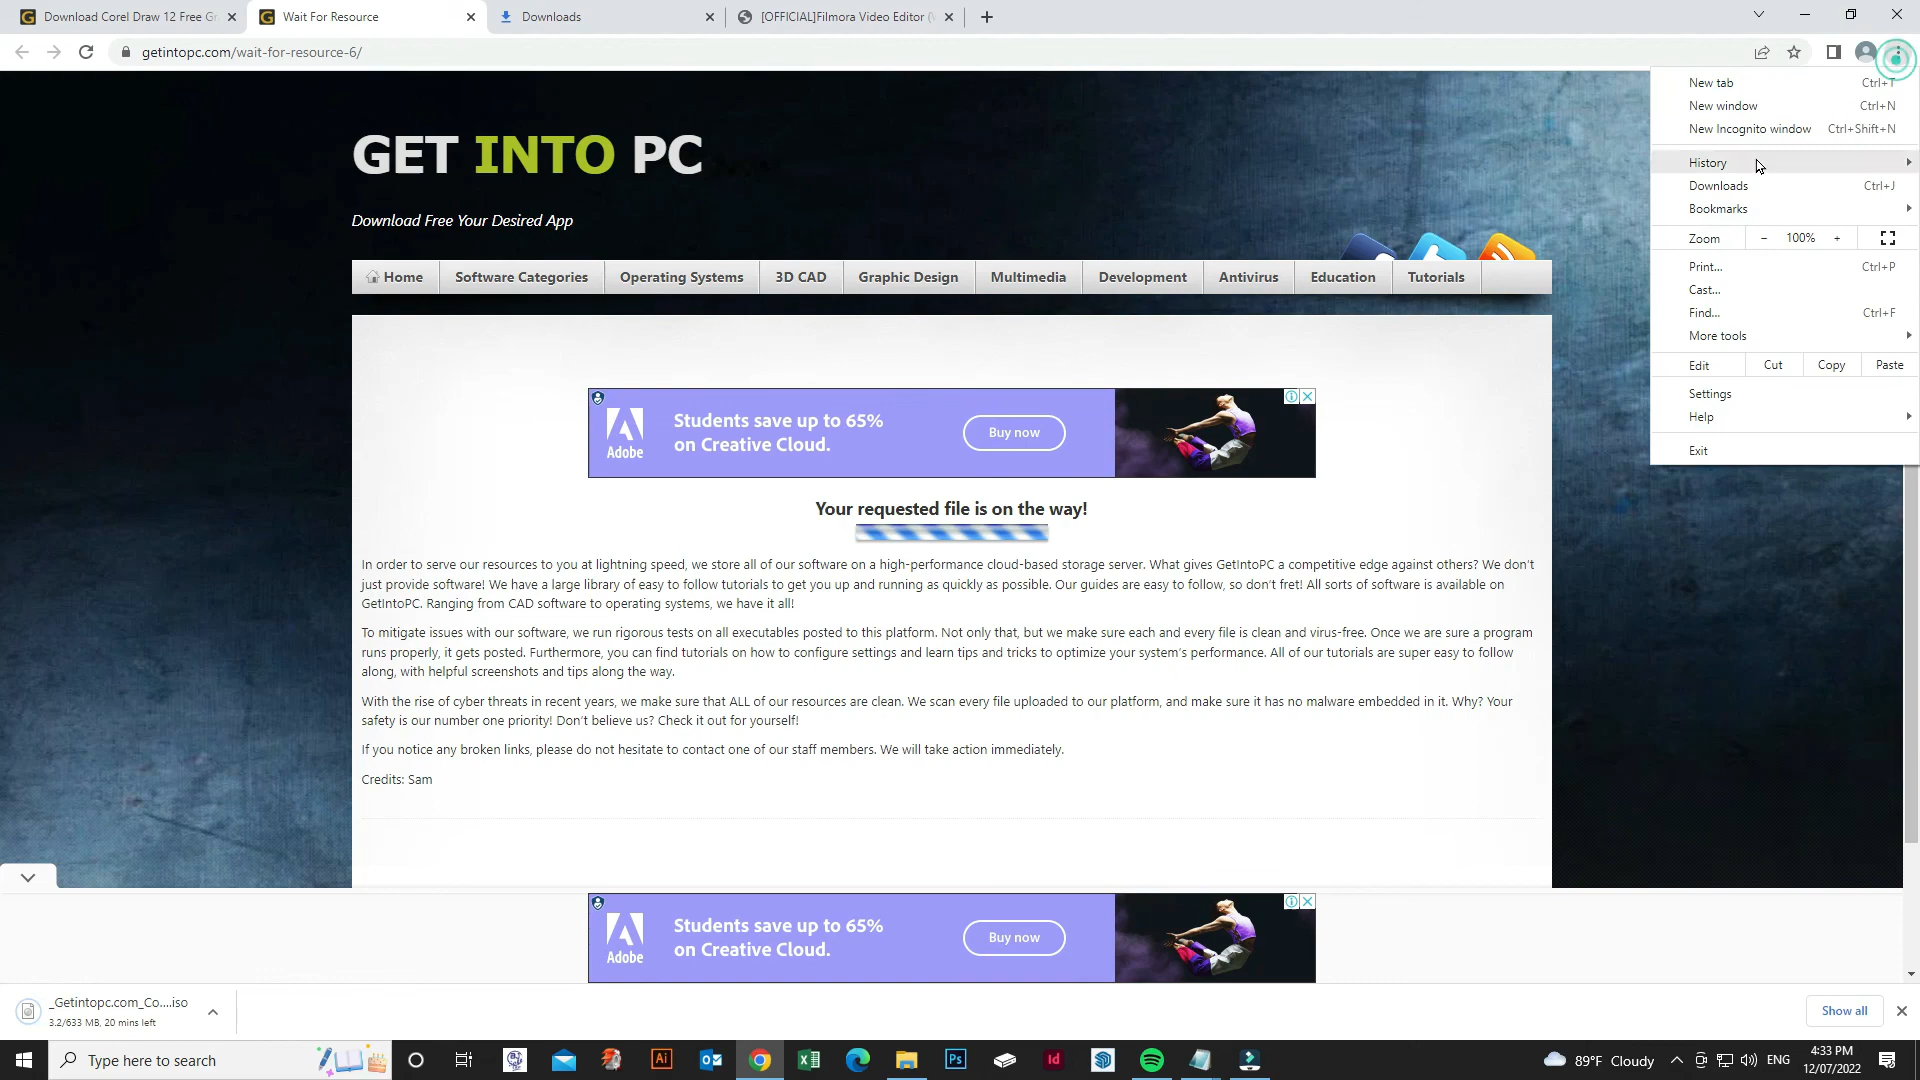 Download Corel Draw 12 Free Gr
Wait For Resource
Downloads
[OFFICIAL]Filmora Video Editor (
getintopc.com/wait-for-resource-6/
New tab Ctrl+T
New window Ctrl+N
New Incognito window Ctrl+Shift+N
History
Downloads Ctrl+J
Bookmarks
Zoom − 100% +
Print... Ctrl+P
Cast...
Find... Ctrl+F
More tools
Edit Cut Copy Paste
Settings
Help
Exit
GET INTO PC
Download Free Your Desired App
Home Software Categories Operating Systems 3D CAD Graphic Design Multimedia Development Antivirus Education Tutorials
Adobe
Students save up to 65%
on Creative Cloud.
Buy now
Your requested file is on the way!
In order to serve our resources to you at lightning speed, we store all of our software on a high-performance cloud-based storage server. What gives GetIntoPC a competitive edge against others? We don't
just provide software! We have a large library of easy to follow tutorials to get you up and running as quickly as possible. Our guides are easy to follow, so don't fret! All sorts of software is available on
GetIntoPC. Ranging from CAD software to operating systems, we have it all!
To mitigate issues with our software, we run rigorous tests on all executables posted to this platform. Not only that, but we make sure each and every file is clean and virus-free. Once we are sure a program
runs properly, it gets posted. Furthermore, you can find tutorials on how to configure settings and learn tips and tricks to optimize your system's performance. All of our tutorials are super easy to follow
along, with helpful screenshots and tips along the way.
With the rise of cyber threats in recent years, we make sure that ALL of our resources are clean. We scan every file uploaded to our platform, and make sure it has no malware embedded in it. Why? Your
safety is our number one priority! Don't believe us? Check it out for yourself!
If you notice any broken links, please do not hesitate to contact one of our staff members. We will take action immediately.
Credits: Sam
Adobe
Students save up to 65%
on Creative Cloud.
Buy now
_Getintopc.com_Co....iso
3.2/633 MB, 20 mins left
Show all
Type here to search
Ai
Ps
Id
89°F Cloudy
ENG
4:33 PM
12/07/2022